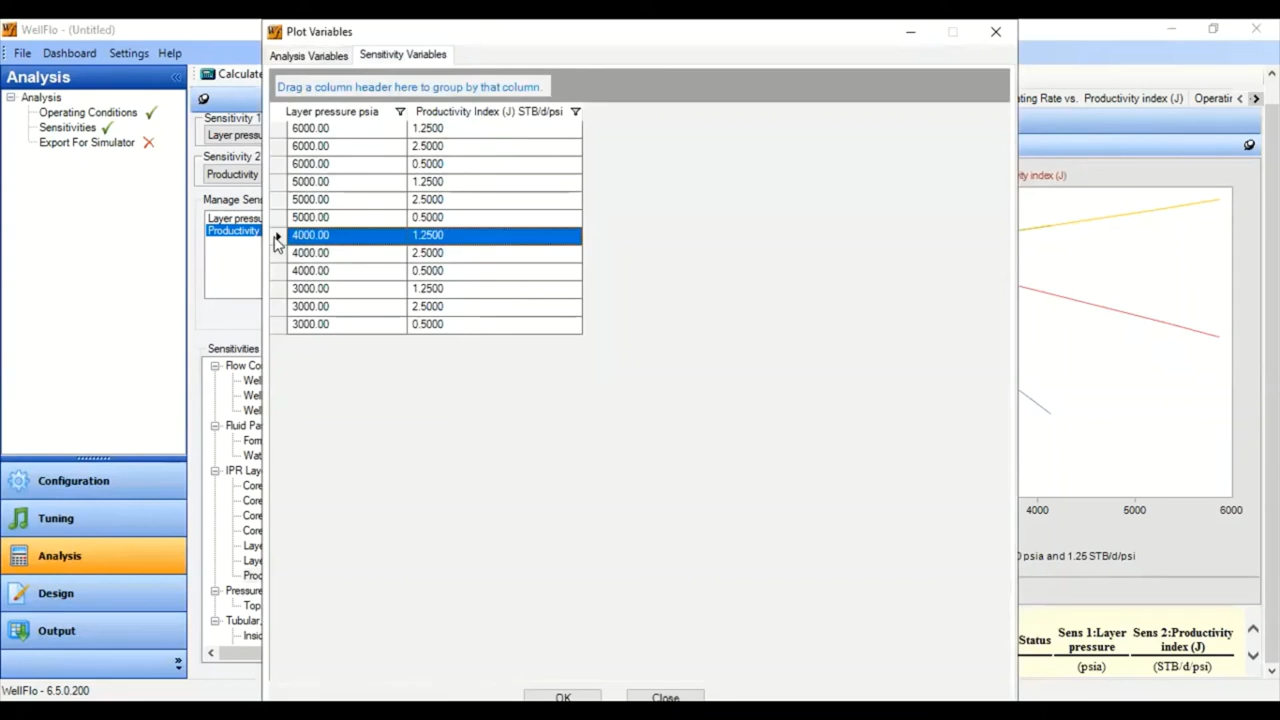 WellFlo - (Untitled)
File Dashboard Settings Help
Analysis
Analysis
Operating Conditions
Sensitivities
Export For Simulator
Configuration
Tuning
Analysis
Design
Output
WellFlo - 6.5.0.200
Calculate
Sensitivity 1
Layer pressu
Sensitivity 2
Productivity
Manage Sen
Layer pressu
Productivity
Sensitivities
Flow Co
Well
Well
Well
Fluid Pa
Wat
IPR Lay
Core
Core
Core
Core
Laye
Laye
Proc
Pressure
Top
Tubular,
Insid
Plot Variables
Analysis Variables Sensitivity Variables
Drag a column header here to group by that column.
Layer pressure psia Productivity Index (J) STB/d/psi
6000.00 1.2500
6000.00 2.5000
6000.00 0.5000
5000.00 1.2500
5000.00 2.5000
5000.00 0.5000
4000.00 1.2500
4000.00 2.5000
4000.00 0.5000
3000.00 1.2500
3000.00 2.5000
3000.00 0.5000
OK Close
ting Rate vs. Productivity index (J) Operatir
ity index (J)
4000 5000 6000
0 psia and 1.25 STB/d/psi
Status Sens 1:Layer pressure Sens 2:Productivity index (J)
(psia) (STB/d/psi)